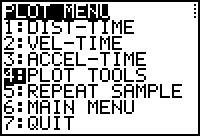 PLOT MENU
1:DIST-TIME
2:VEL-TIME
3:ACCEL-TIME
4:PLOT TOOLS
5:REPEAT SAMPLE
6:MAIN MENU
7:QUIT